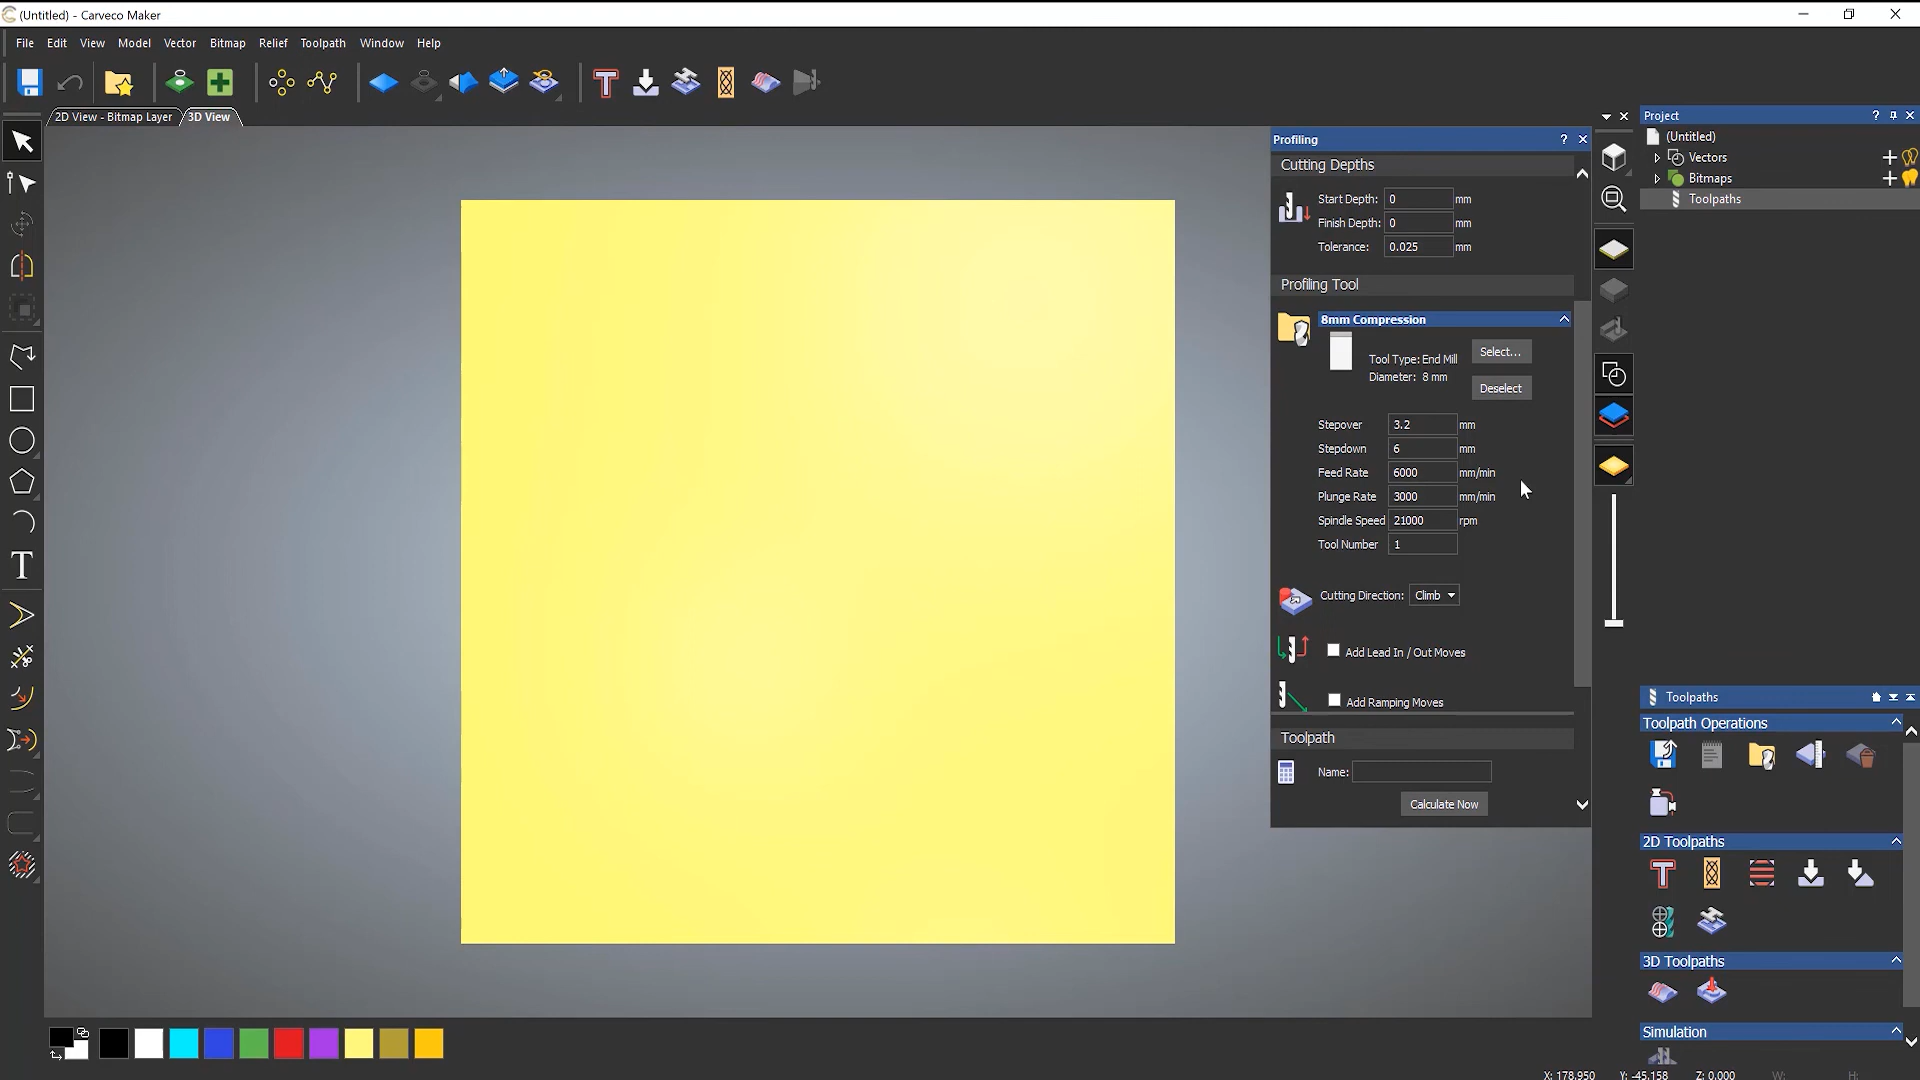 (Untitled) - Carveco Maker
File Edit View Model Vector Bitmap Relief Toolpath Window Help
2D View - Bitmap Layer 3D View
Profiling ?
Cutting Depths
Start Depth: 0 mm
Finish Depth: 0 mm
Tolerance: 0.025 mm
Profiling Tool
8mm Compression
Tool Type: End Mill
Diameter: 8 mm
Select...
Deselect
Stepover 3.2 mm
Stepdown 6 mm
Feed Rate 6000 mm/min
Plunge Rate 3000 mm/min
Spindle Speed 21000 rpm
Tool Number 1
Cutting Direction: Climb
Add Lead In / Out Moves
Add Ramping Moves
Toolpath
Name:
Calculate Now
Project ?
(Untitled)
Vectors
Bitmaps
Toolpaths
Toolpaths
Toolpath Operations
2D Toolpaths
3D Toolpaths
Simulation
X: 178.950 Y: -45.158 Z: 0.000 W: H: